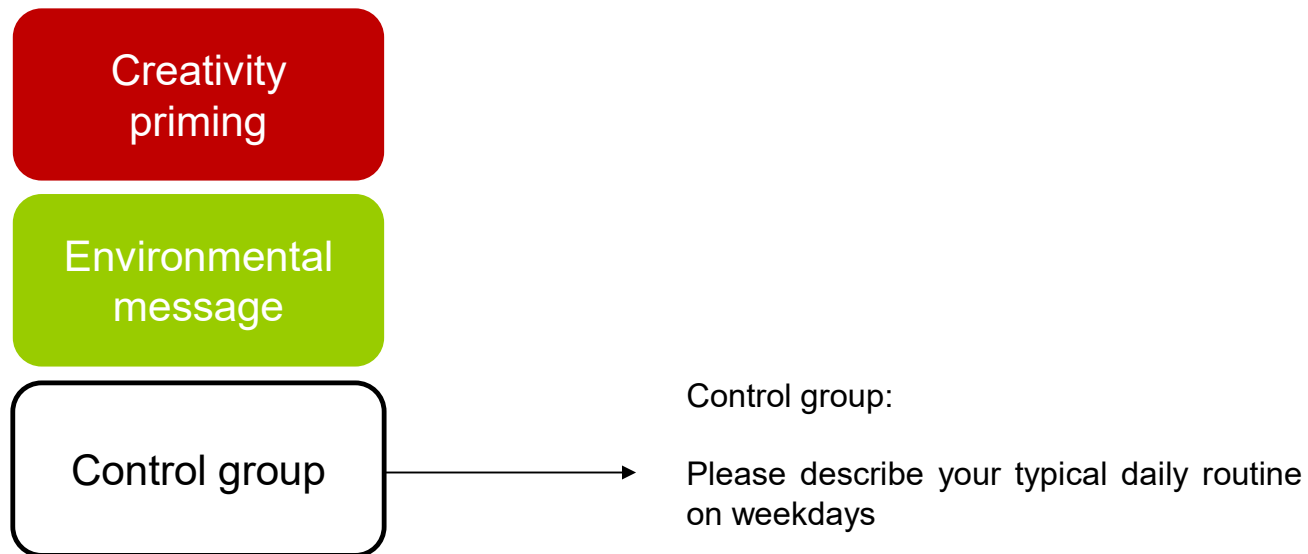 Creativity
priming
Environmental
message
Control group
Control group:
Please describe your typical daily routine
on weekdays